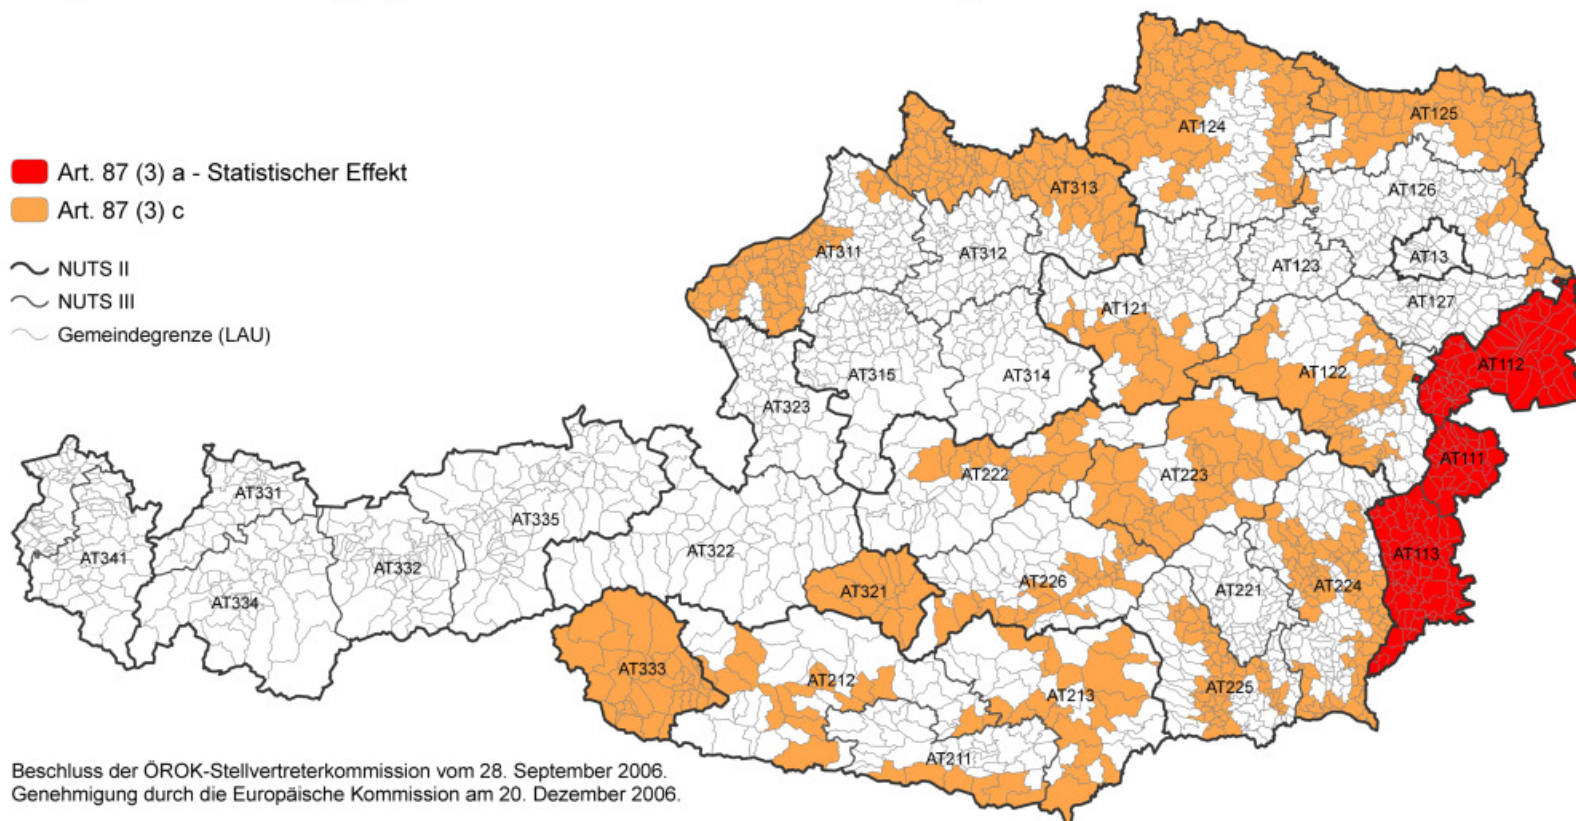 Art. 87 (3) a - Statistischer Effekt
Art. 87 (3) c
NUTS II
NUTS III
Gemeindegrenze (LAU)
AT124
AT125
AT313
AT126
AT311
AT312
AT123
AT13
AT121
AT127
AT315
AT314
AT122
AT112
AT323
AT111
AT222
AT223
AT331
AT335
AT341
AT332
AT322
AT113
AT334
AT321
AT226
AT221
AT224
AT333
AT212
AT213
AT225
AT211
Beschluss der ÖROK-Stellvertreterkommission vom 28. September 2006.
Genehmigung durch die Europäische Kommission am 20. Dezember 2006.